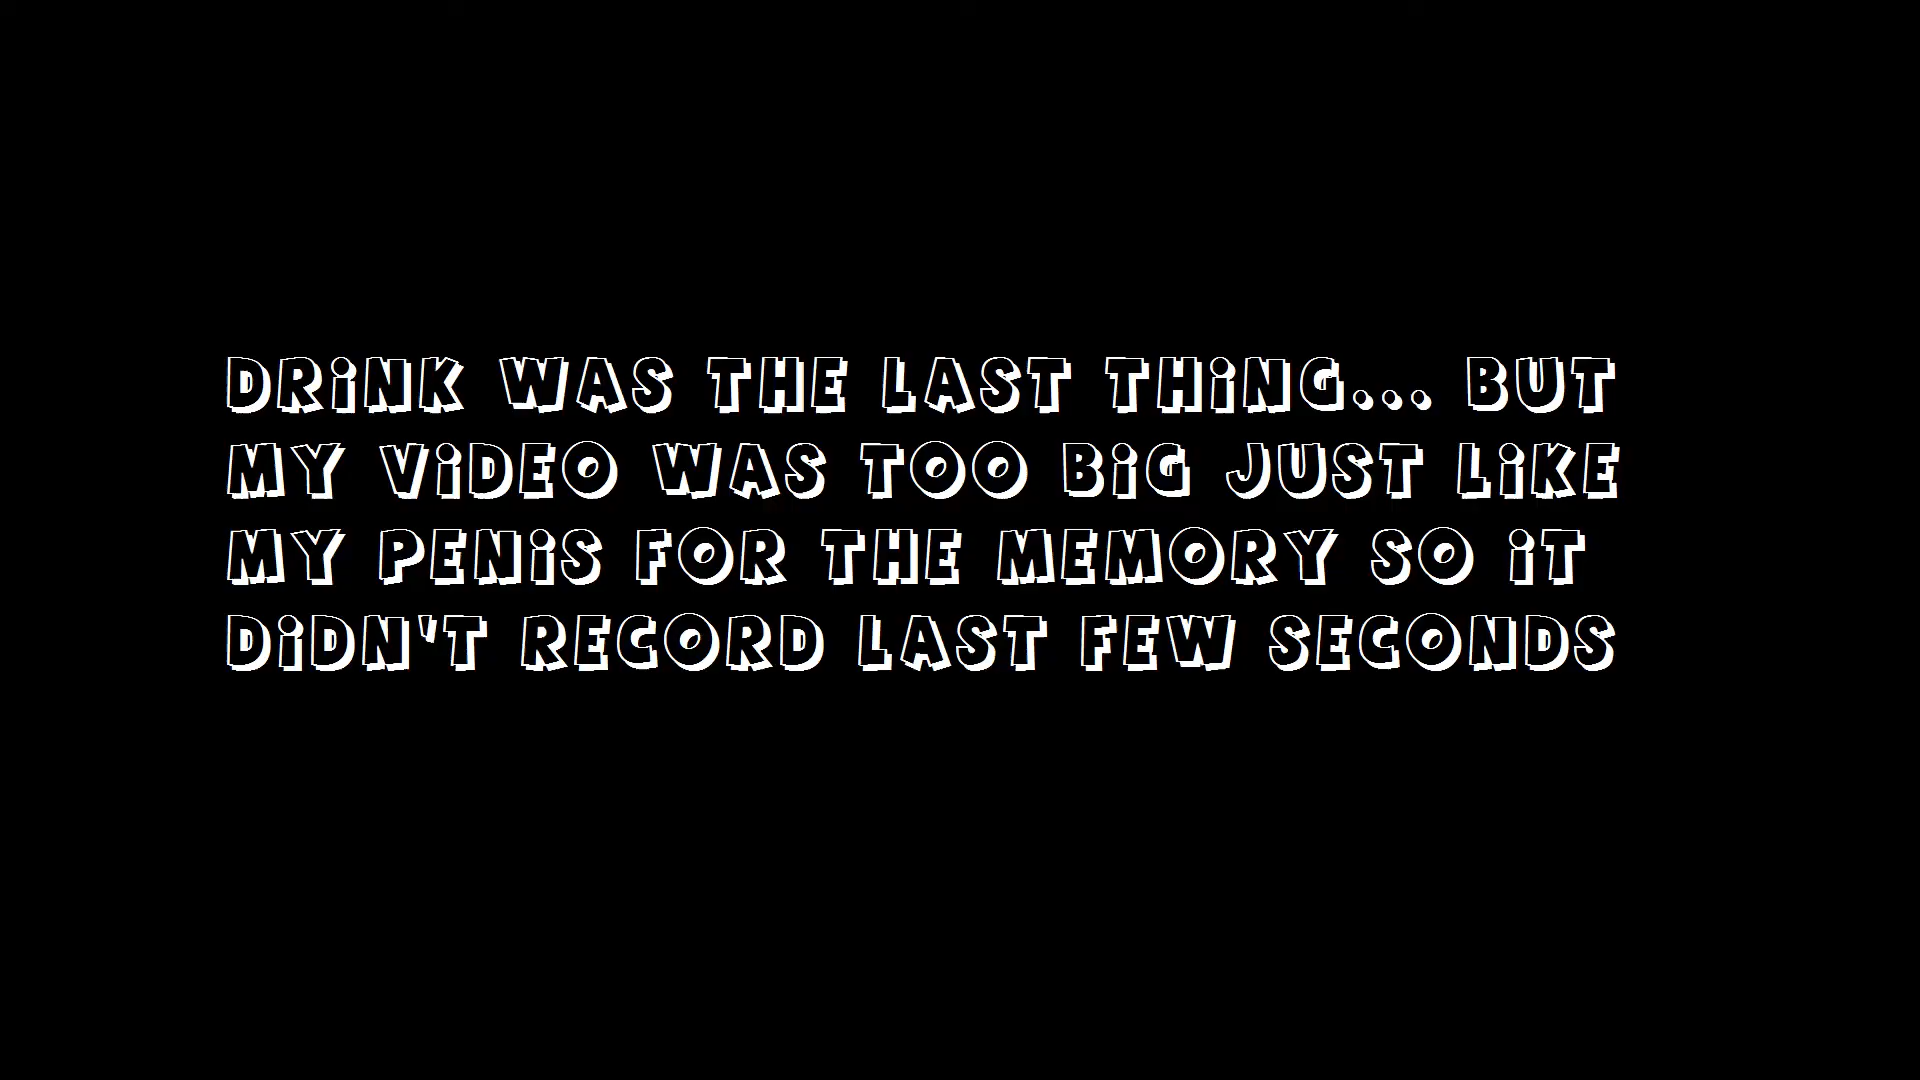 DRiNK WAS THE LAST THiNG... BUT
MY ViDEO WAS TOO BiG JUST LiKE
MY PENiS FOR THE MEMORY SO iT
DiDN'T RECORD LAST FEW SECONDS